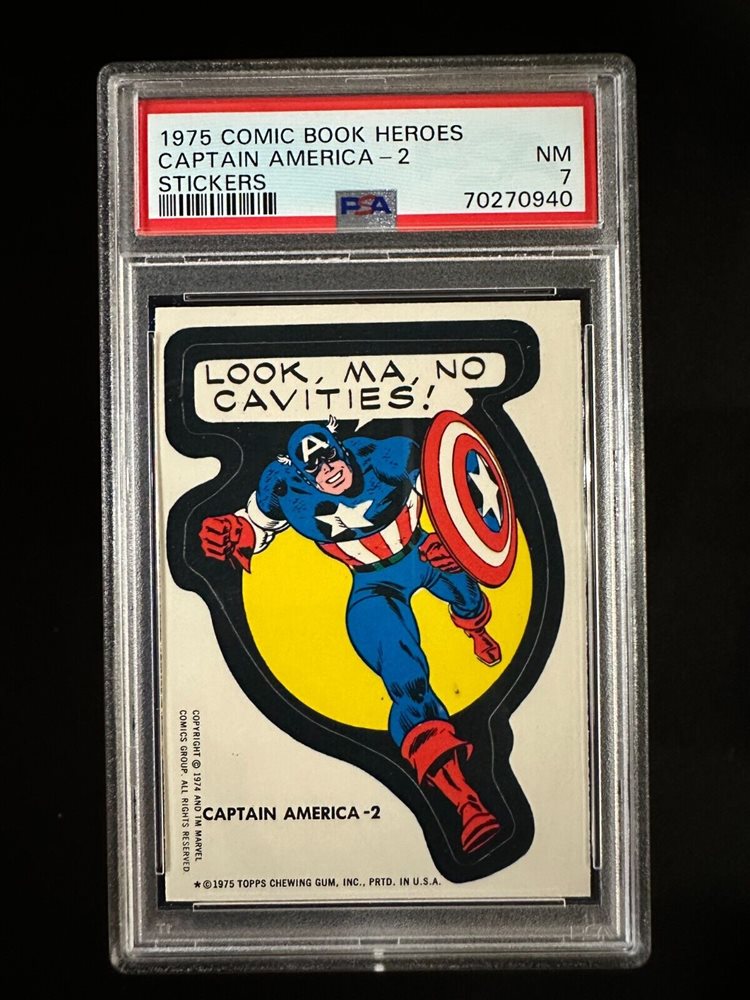 1975 COMIC BOOK HEROES
CAPTAIN AMERICA - 2
NM
STICKERS
7
PSA
70270940
LOOK, MA, NO
CAVITIES!
A
COPYRIGHT © 1974 AND TM MARVEL
COMICS GROUP. ALL RIGHTS RESERVED.
CAPTAIN AMERICA -2
* © 1975 TOPPS CHEWING GUM, INC., PRTD. IN U.S.A.